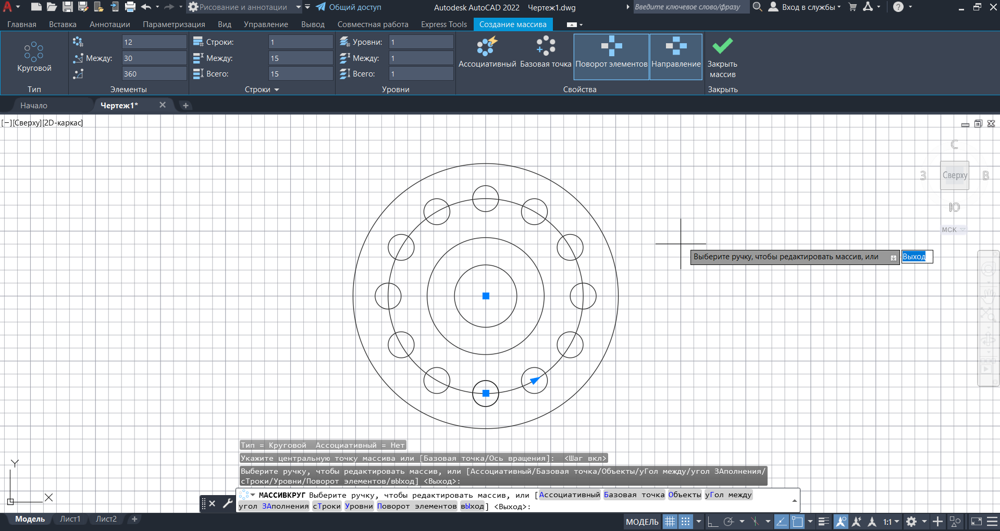 Рисование и аннотации
Общий доступ
Autodesk AutoCAD 2022 Чертеж1.dwg
Введите ключевое слово/фразу
Вход в службы
Главная Вставка Аннотации Параметризация Вид Управление Вывод Совместная работа Express Tools Создание массива
12 Строки: 1 Уровни: 1
Между: 30 Между: 15 Между: 1
360 Всего: 15 Всего: 1
Круговой
Ассоциативный Базовая точка Поворот элементов Направление Закрыть массив
Тип Элементы Строки Уровни Свойства Закрыть
Начало Чертеж1*
[−][Сверху][2D-каркас]
С
З Сверху В
Ю
МСК
Выберите ручку, чтобы редактировать массив, или Выход
Тип = Круговой Ассоциативный = Нет
Укажите центральную точку массива или [Базовая точка/Ось вращения]: <Шаг вкл>
Выберите ручку, чтобы редактировать массив, или [Ассоциативный/Базовая точка/Объекты/уГол между/угол ЗАполнения/
сТроки/Уровни/Поворот элементов/вЫход] <Выход>:
МАССИВКРУГ Выберите ручку, чтобы редактировать массив, или [Ассоциативный Базовая точка Объекты уГол между
угол ЗАполнения сТроки Уровни Поворот элементов вЫход] <Выход>:
Y
X
Модель Лист1 Лист2
МОДЕЛЬ 1:1